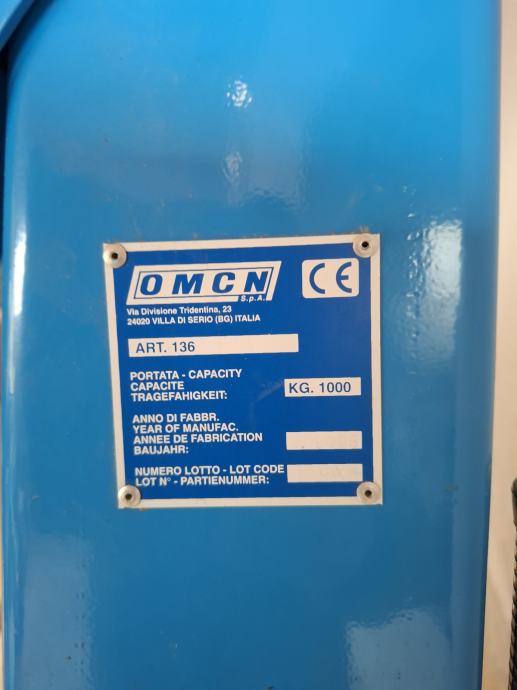 OMCN
S.p.A.
CE
Via Divisione Tridentina, 23
24020 VILLA DI SERIO (BG) ITALIA
ART. 136
PORTATA - CAPACITY
CAPACITE
TRAGEFAHIGKEIT:
KG. 1000
ANNO DI FABBR.
YEAR OF MANUFAC.
ANNEE DE FABRICATION
BAUJAHR:
NUMERO LOTTO - LOT CODE
LOT N° - PARTIENUMMER: